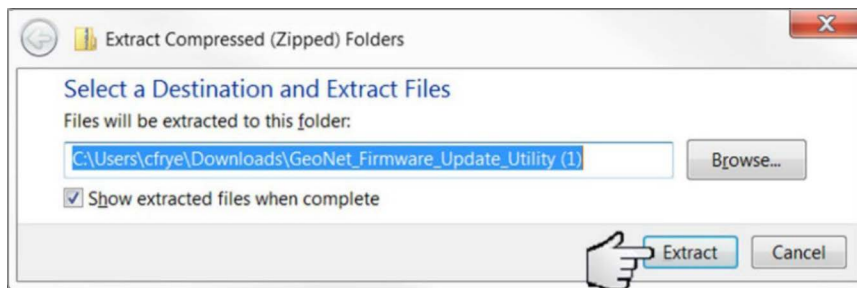 Extract Compressed (Zipped) Folders
X
Select a Destination and Extract Files
Files will be extracted to this folder:
C:\Users\cfrye\Downloads\GeoNet_Firmware_Update_Utility (1)
Browse...
Show extracted files when complete
Extract Cancel